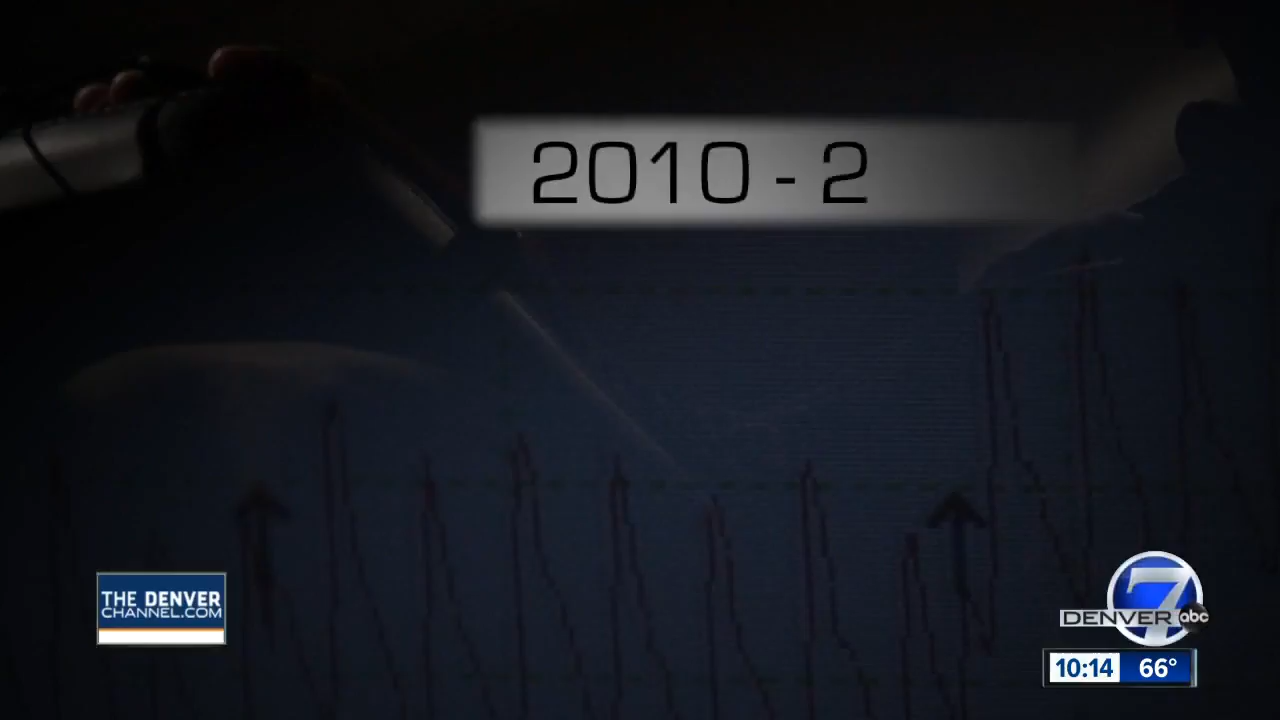 2010 - 2
THE DENVER
CHANNEL.COM
7
DENVER
abc
10:14 66°